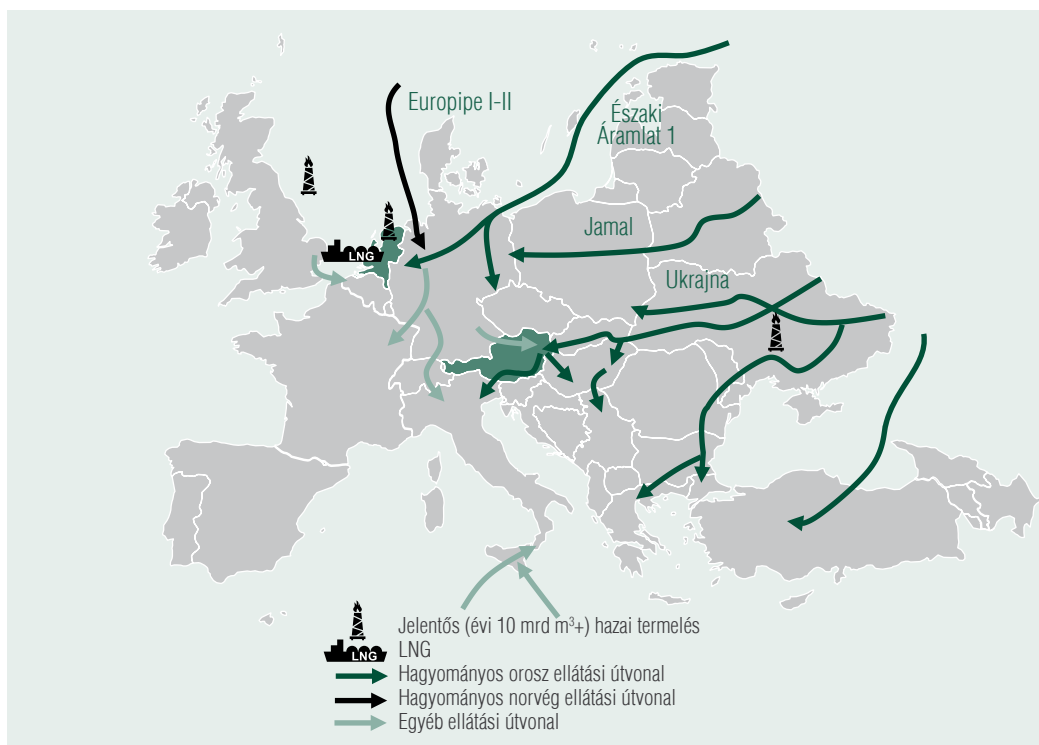 Europipe I-II
Északi
Áramlat 1
Jamal
LNG
Ukrajna
Jelentős (évi 10 mrd m³+) hazai termelés
LNG
LNG
Hagyományos orosz ellátási útvonal
Hagyományos norvég ellátási útvonal
Egyéb ellátási útvonal